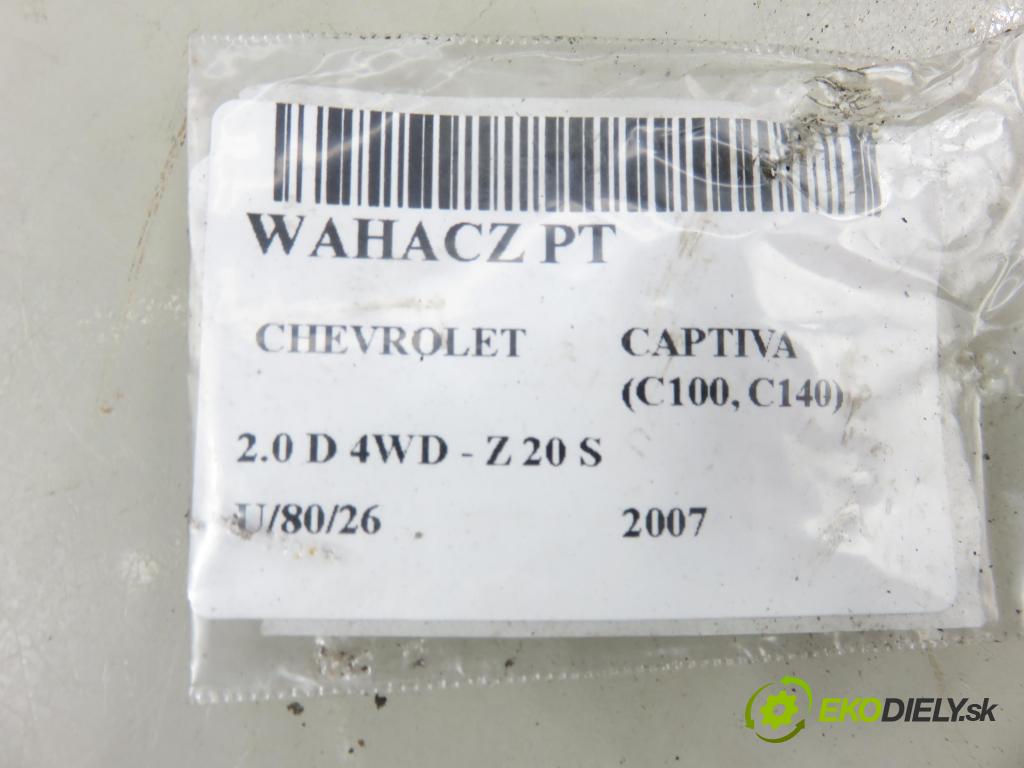 WAHACZ PT
CHEVROLET CAPTIVA
(C100, C140)
2.0 D 4WD - Z 20 S
U/80/26 2007
EKODIELY.sk